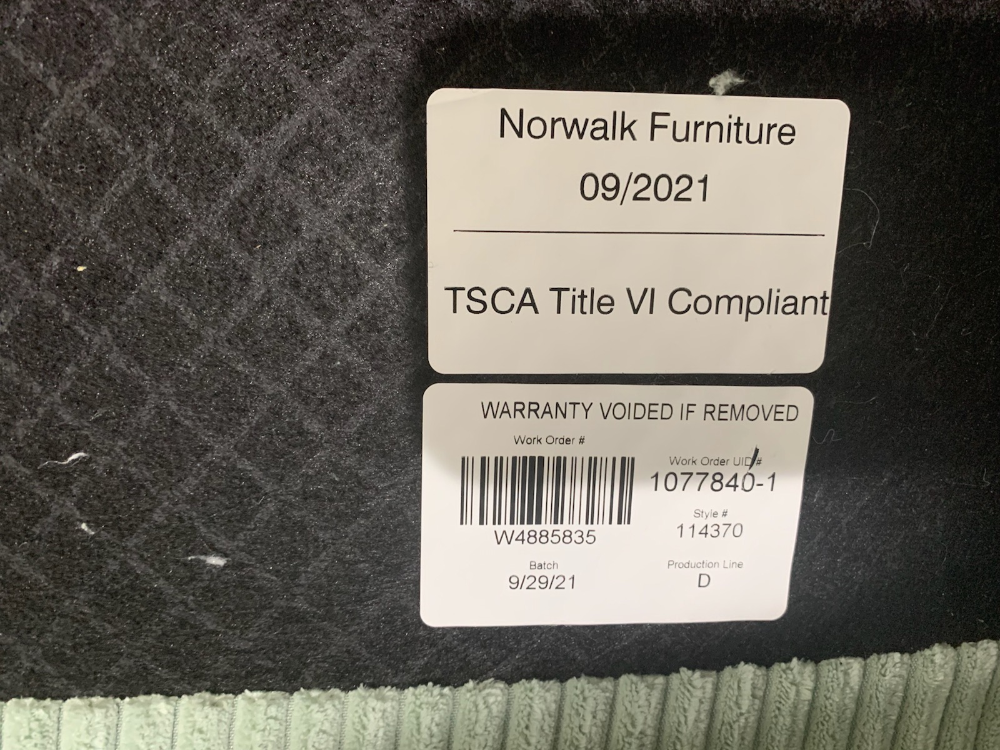 Norwalk Furniture
09/2021
TSCA Title VI Compliant
WARRANTY VOIDED IF REMOVED
Work Order #
W4885835
Work Order UID#
1077840-1
Style #
114370
Batch
9/29/21
Production Line
D